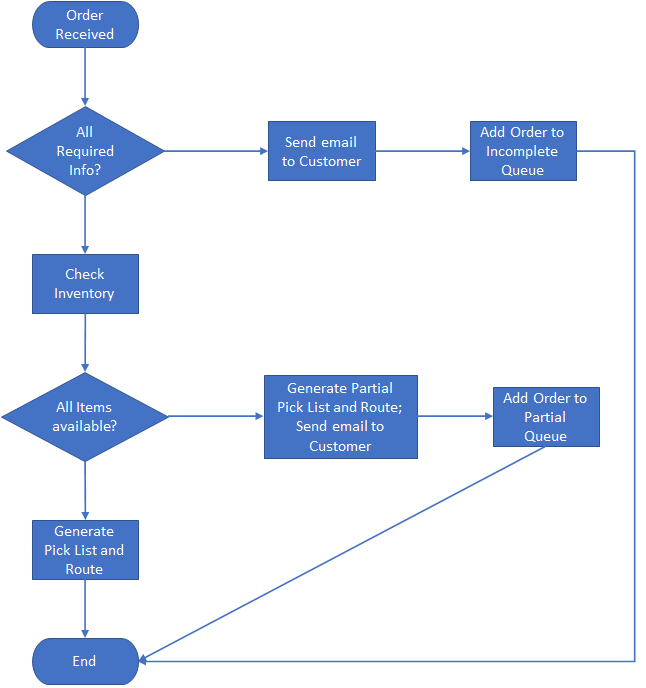 Order
Received
All
Required
Info?
Send email
to Customer
Add Order to
Incomplete
Queue
Check
Inventory
All Items
available?
Generate Partial
Pick List and Route;
Send email to
Customer
Add Order to
Partial
Queue
Generate
Pick List and
Route
End